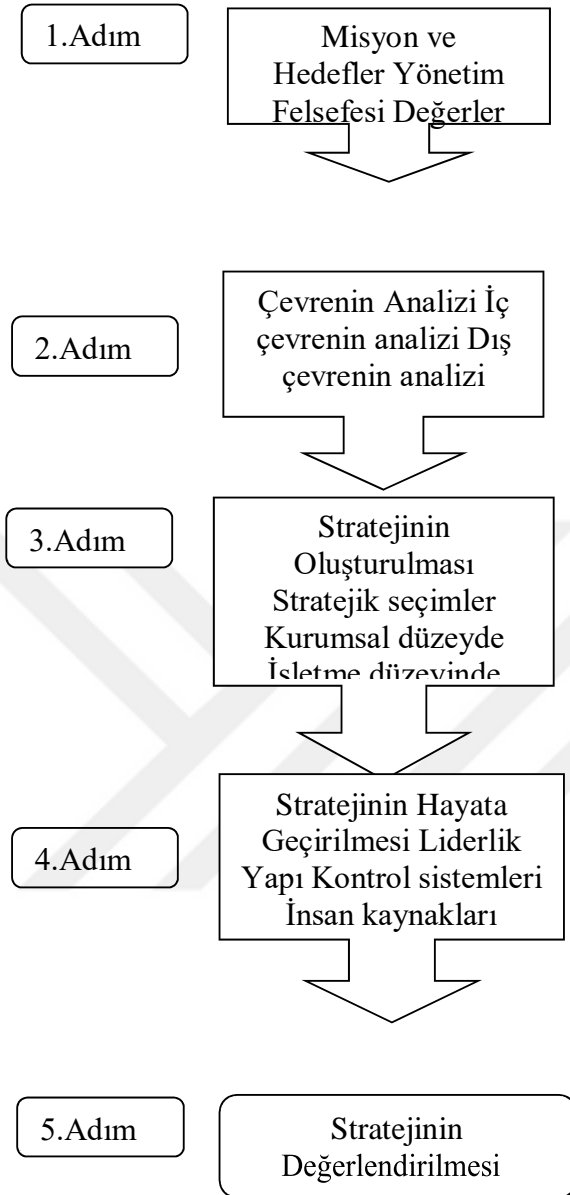 1.Adım
Misyon ve
Hedefler Yönetim
Felsefesi Değerler
2.Adım
Çevrenin Analizi İç
çevrenin analizi Dış
çevrenin analizi
3.Adım
Stratejinin
Oluşturulması
Stratejik seçimler
Kurumsal düzeyde
İşletme düzeyinde
4.Adım
Stratejinin Hayata
Geçirilmesi Liderlik
Yapı Kontrol sistemleri
İnsan kaynakları
5.Adım
Stratejinin
Değerlendirilmesi